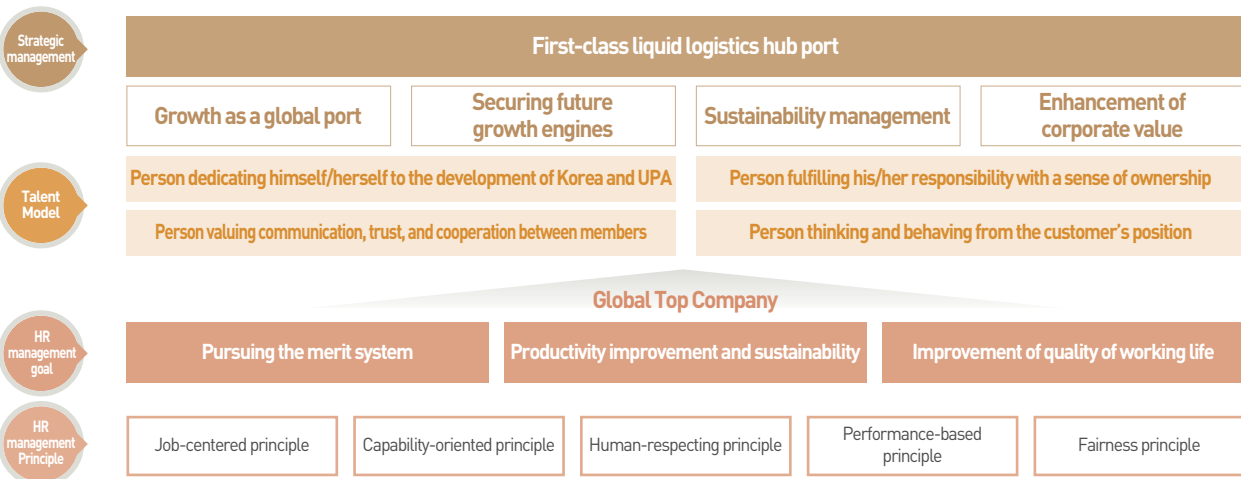 Strategic
management
First-class liquid logistics hub port
Growth as a global port
Securing future
growth engines
Sustainability management
Enhancement of
corporate value
Talent
Model
Person dedicating himself/herself to the development of Korea and UPA
Person fulfilling his/her responsibility with a sense of ownership
Person valuing communication, trust, and cooperation between members
Person thinking and behaving from the customer's position
Global Top Company
HR
management
goal
Pursuing the merit system
Productivity improvement and sustainability
Improvement of quality of working life
HR
management
Principle
Job-centered principle
Capability-oriented principle
Human-respecting principle
Performance-based
principle
Fairness principle